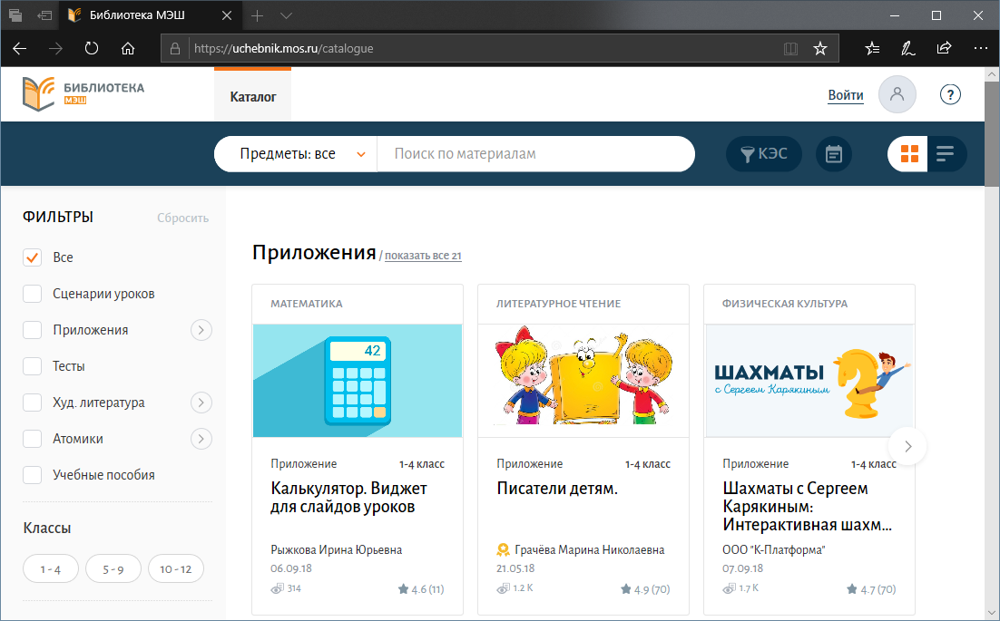 Библиотека МЭШ
https://uchebnik.mos.ru/catalogue
БИБЛИОТЕКА
МЭШ
Каталог
Войти
?
Предметы: все
Поиск по материалам
КЭС
ФИЛЬТРЫ
Сбросить
Все
Сценарии уроков
Приложения
Тесты
Худ. литература
Атомики
Учебные пособия
Классы
1 - 4
5 - 9
10 - 12
Приложения / показать все 21
МАТЕМАТИКА
42
Приложение
1-4 класс
Калькулятор. Виджет
для слайдов уроков
Рыжкова Ирина Юрьевна
06.09.18
314
4.6 (11)
ЛИТЕРАТУРНОЕ ЧТЕНИЕ
Приложение
1-4 класс
Писатели детям.
Грачёва Марина Николаевна
21.05.18
1.2 K
4.9 (70)
ФИЗИЧЕСКАЯ КУЛЬТУРА
ШАХМАТЫ
с Сергеем Карякиным
Приложение
1-4 класс
Шахматы с Сергеем
Карякиным:
Интерактивная шахм...
ООО "К-Платформа"
07.09.18
1.7 K
4.7 (70)